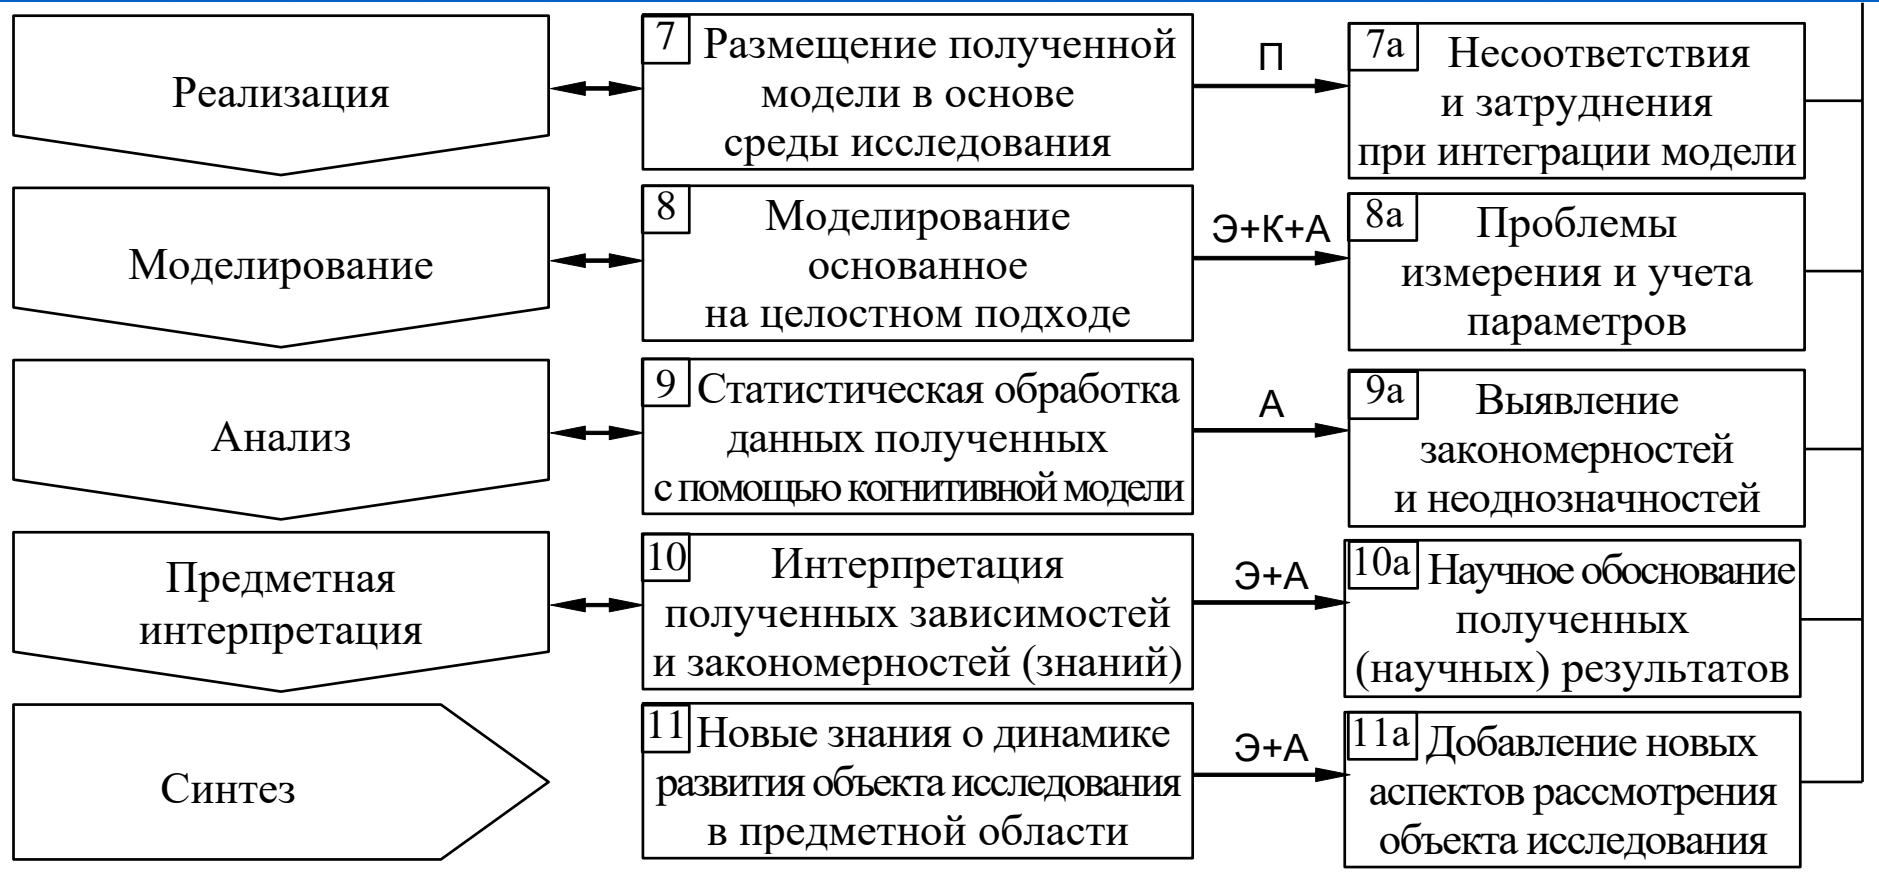 Реализация
7 Размещение полученной
модели в основе
среды исследования
П
7а Несоответствия
и затруднения
при интеграции модели
Моделирование
8 Моделирование
основанное
на целостном подходе
Э+К+А
8а Проблемы
измерения и учета
параметров
Анализ
9 Статистическая обработка
данных полученных
с помощью когнитивной модели
А
9а Выявление
закономерностей
и неоднозначностей
Предметная
интерпретация
10 Интерпретация
полученных зависимостей
и закономерностей (знаний)
Э+А
10а Научное обоснование
полученных
(научных) результатов
Синтез
11 Новые знания о динамике
развития объекта исследования
в предметной области
Э+А
11а Добавление новых
аспектов рассмотрения
объекта исследования